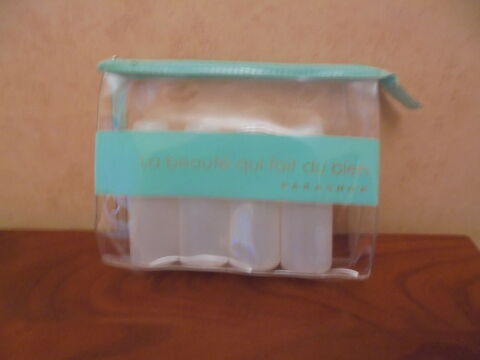 La beauté qui fait du bien
PARASHOP